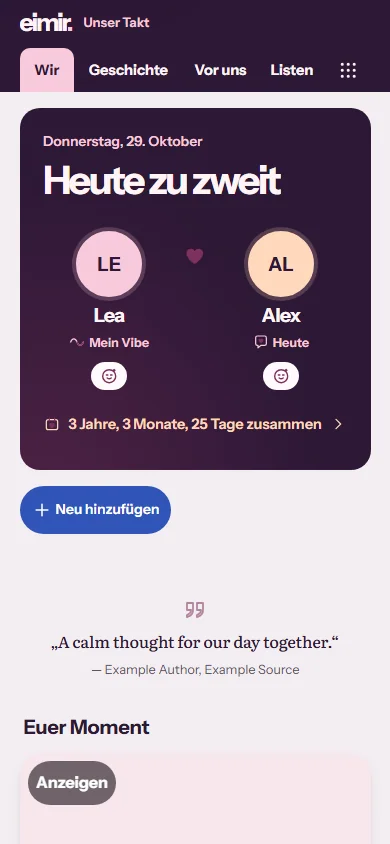 eimir. Unser Takt
Wir Geschichte Vor uns Listen
Donnerstag, 29. Oktober
Heute zu zweit
LE AL
Lea Alex
Mein Vibe Heute
3 Jahre, 3 Monate, 25 Tage zusammen
Neu hinzufügen
„A calm thought for our day together.“
— Example Author, Example Source
Euer Moment
Anzeigen